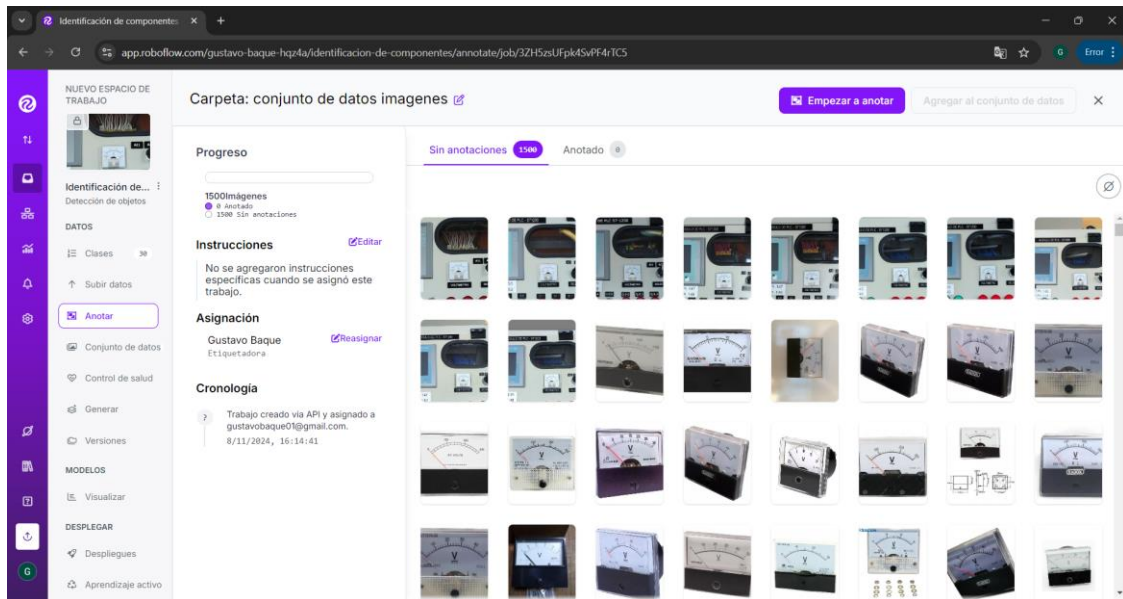 Identificación de componentes
app.roboflow.com/gustavo-baque-hqz4a/identificacion-de-componentes/annotate/job/3ZH5zsUFpk4SvPF4rTC5
G
Error
NUEVO ESPACIO DE
TRABAJO
Identificación de...
Detección de objetos
DATOS
Clases 30
Subir datos
Anotar
Conjunto de datos
Control de salud
Generar
Versiones
MODELOS
Visualizar
DESPLEGAR
Despliegues
Aprendizaje activo
G
Carpeta: conjunto de datos imagenes
Empezar a anotar
Agregar al conjunto de datos
Progreso
1500Imágenes
0 Anotado
1500 Sin anotaciones
Instrucciones
Editar
No se agregaron instrucciones
específicas cuando se asignó este
trabajo.
Asignación
Gustavo Baque
Reasignar
Etiquetadora
Cronología
?
Trabajo creado vía API y asignado a
gustavobaque01@gmail.com.
8/11/2024, 16:14:41
Sin anotaciones 1500
Anotado 0